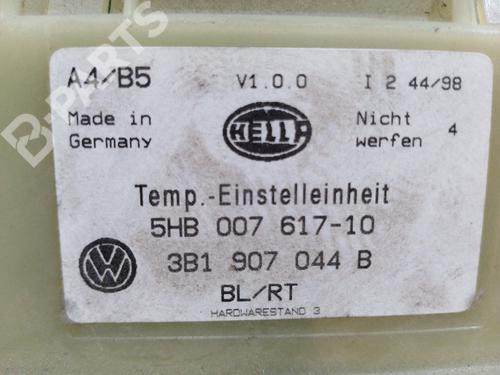 A4/B5 V1.0.0 I 2 44/98
Made in Germany
HELLA
Nicht werfen 4
Temp.-Einstelleinheit
5HB 007 617-10
3B1 907 044 B
BL/RT
HARDWARESTAND 3
B-PARTS